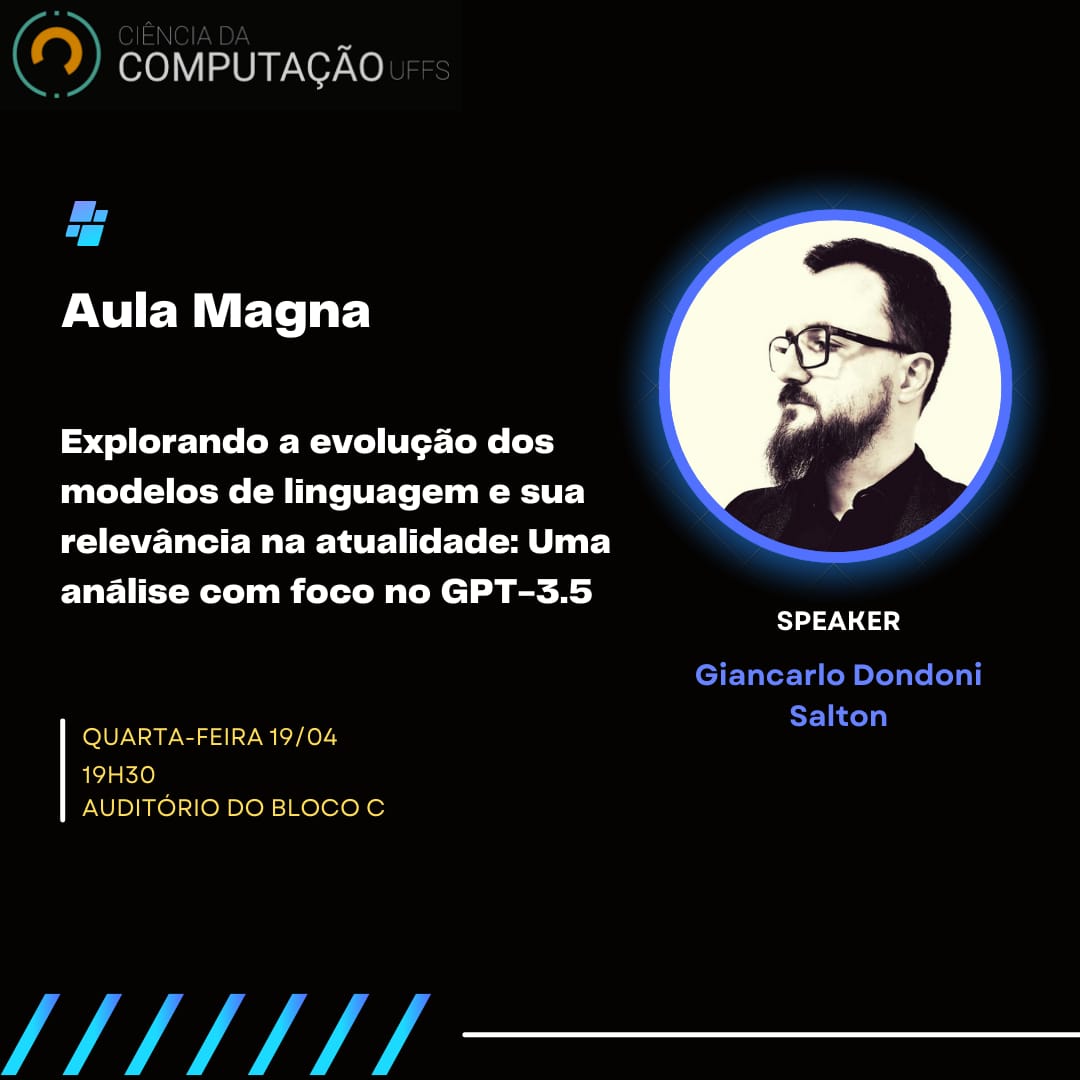 CIÊNCIA DA
COMPUTAÇÃO UFFS
Aula Magna
Explorando a evolução dos
modelos de linguagem e sua
relevância na atualidade: Uma
análise com foco no GPT-3.5
SPEAKER
Giancarlo Dondoni
Salton
QUARTA-FEIRA 19/04
19H30
AUDITÓRIO DO BLOCO C